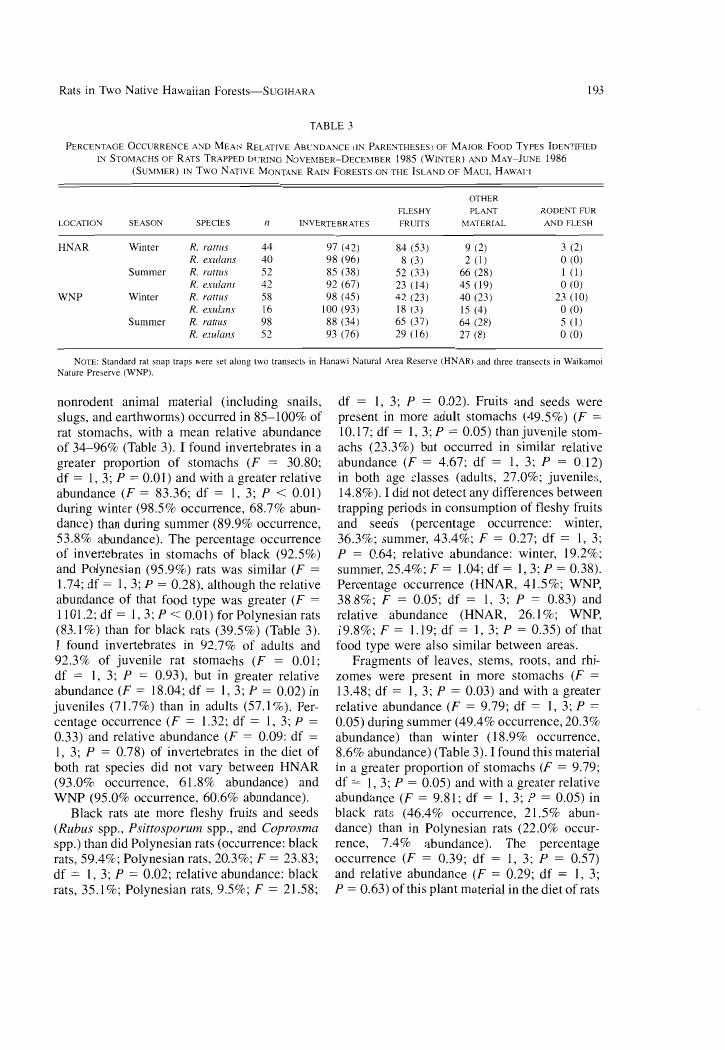 Rats in Two Native Hawaiian Forests—SUGIHARA 193
TABLE 3
PERCENTAGE OCCURRENCE AND MEAN RELATIVE ABUNDANCE (IN PARENTHESES) OF MAJOR FOOD TYPES IDENTIFIED
IN STOMACHS OF RATS TRAPPED DURING NOVEMBER–DECEMBER 1985 (WINTER) AND MAY–JUNE 1986
(SUMMER) IN TWO NATIVE MONTANE RAIN FORESTS ON THE ISLAND OF MAUI, HAWAI'I
OTHER
FLESHY PLANT RODENT FUR
LOCATION SEASON SPECIES n INVERTEBRATES FRUITS MATERIAL AND FLESH
HNAR Winter R. rattus 44 97 (42) 84 (53) 9 (2) 3 (2)
R. exulans 40 98 (96) 8 (3) 2 (1) 0 (0)
Summer R. rattus 52 85 (38) 52 (33) 66 (28) 1 (1)
R. exulans 42 92 (67) 23 (14) 45 (19) 0 (0)
WNP Winter R. rattus 58 98 (45) 42 (23) 40 (23) 23 (10)
R. exulans 16 100 (93) 18 (3) 15 (4) 0 (0)
Summer R. rattus 98 88 (34) 65 (37) 64 (28) 5 (1)
R. exulans 52 93 (76) 29 (16) 27 (8) 0 (0)
NOTE: Standard rat snap traps were set along two transects in Hanawi Natural Area Reserve (HNAR) and three transects in Waikamoi
Nature Preserve (WNP).
nonrodent animal material (including snails,
slugs, and earthworms) occurred in 85–100% of
rat stomachs, with a mean relative abundance
of 34–96% (Table 3). I found invertebrates in a
greater proportion of stomachs (F = 30.80;
df = 1, 3; P = 0.01) and with a greater relative
abundance (F = 83.36; df = 1, 3; P < 0.01)
during winter (98.5% occurrence, 68.7% abun-
dance) than during summer (89.9% occurrence,
53.8% abundance). The percentage occurrence
of invertebrates in stomachs of black (92.5%)
and Polynesian (95.9%) rats was similar (F =
1.74; df = 1, 3; P = 0.28), although the relative
abundance of that food type was greater (F =
1101.2; df = 1, 3; P < 0.01) for Polynesian rats
(83.1%) than for black rats (39.5%) (Table 3).
I found invertebrates in 92.7% of adults and
92.3% of juvenile rat stomachs (F = 0.01;
df = 1, 3; P = 0.93), but in greater relative
abundance (F = 18.04; df = 1, 3; P = 0.02) in
juveniles (71.7%) than in adults (57.1%). Per-
centage occurrence (F = 1.32; df = 1, 3; P =
0.33) and relative abundance (F = 0.09: df =
1, 3; P = 0.78) of invertebrates in the diet of
both rat species did not vary between HNAR
(93.0% occurrence, 61.8% abundance) and
WNP (95.0% occurrence, 60.6% abundance).
Black rats ate more fleshy fruits and seeds
(Rubus spp., Psittosporum spp., and Coprosma
spp.) than did Polynesian rats (occurrence: black
rats, 59.4%; Polynesian rats, 20.3%; F = 23.83;
df = 1, 3; P = 0.02; relative abundance: black
rats, 35.1%; Polynesian rats, 9.5%; F = 21.58;
df = 1, 3; P = 0.02). Fruits and seeds were
present in more adult stomachs (49.5%) (F =
10.17; df = 1, 3; P = 0.05) than juvenile stom-
achs (23.3%) but occurred in similar relative
abundance (F = 4.67; df = 1, 3; P = 0.12)
in both age classes (adults, 27.0%; juveniles,
14.8%). I did not detect any differences between
trapping periods in consumption of fleshy fruits
and seeds (percentage occurrence: winter,
36.3%; summer, 43.4%; F = 0.27; df = 1, 3;
P = 0.64; relative abundance: winter, 19.2%;
summer, 25.4%; F = 1.04; df = 1, 3; P = 0.38).
Percentage occurrence (HNAR, 41.5%; WNP,
38.8%; F = 0.05; df = 1, 3; P = 0.83) and
relative abundance (HNAR, 26.1%; WNP,
19.8%; F = 1.19; df = 1, 3; P = 0.35) of that
food type were also similar between areas.
Fragments of leaves, stems, roots, and rhi-
zomes were present in more stomachs (F =
13.48; df = 1, 3; P = 0.03) and with a greater
relative abundance (F = 9.79; df = 1, 3; P =
0.05) during summer (49.4% occurrence, 20.3%
abundance) than winter (18.9% occurrence,
8.6% abundance) (Table 3). I found this material
in a greater proportion of stomachs (F = 9.79;
df = 1, 3; P = 0.05) and with a greater relative
abundance (F = 9.81; df = 1, 3; P = 0.05) in
black rats (46.4% occurrence, 21.5% abun-
dance) than in Polynesian rats (22.0% occur-
rence, 7.4% abundance). The percentage
occurrence (F = 0.39; df = 1, 3; P = 0.57)
and relative abundance (F = 0.29; df = 1, 3;
P = 0.63) of this plant material in the diet of rats